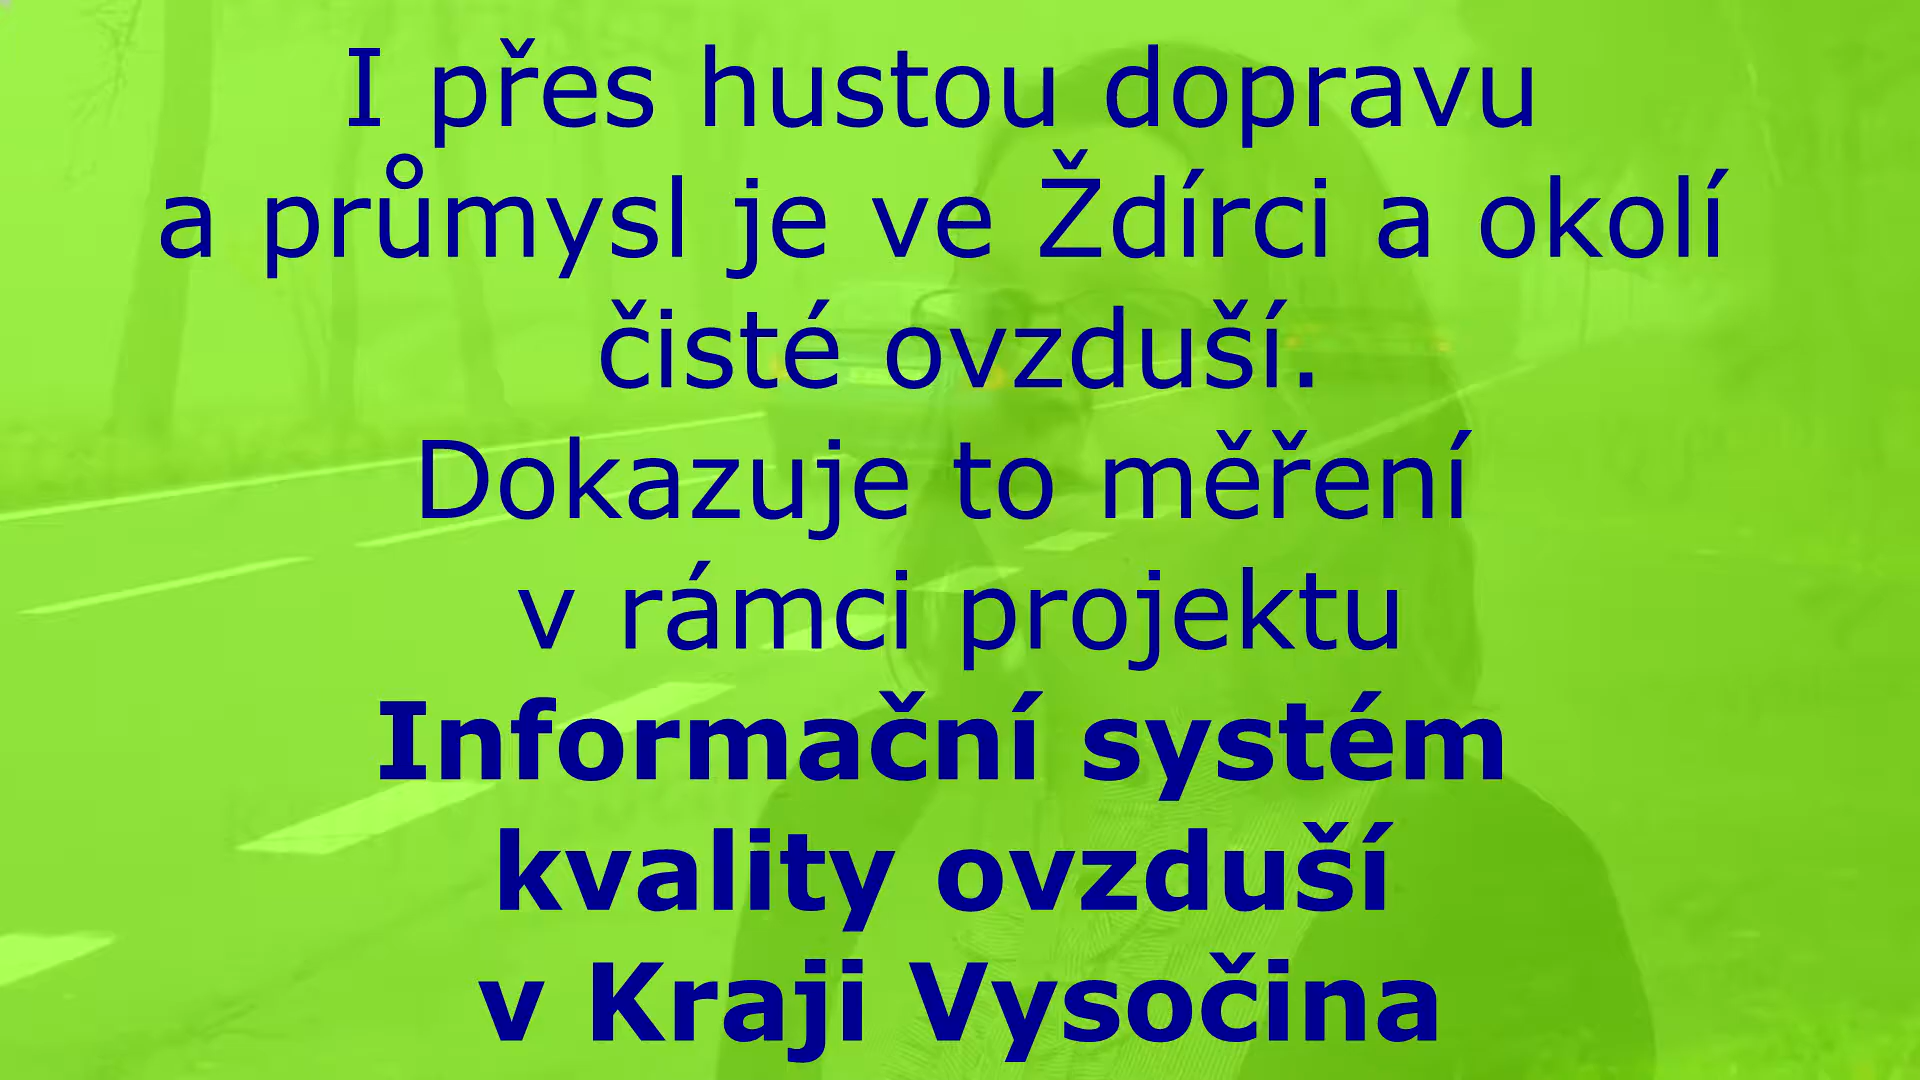 I přes hustou dopravu
a průmysl je ve Ždírci a okolí
čisté ovzduší.
Dokazuje to měření
v rámci projektu
Informační systém
kvality ovzduší
v Kraji Vysočina